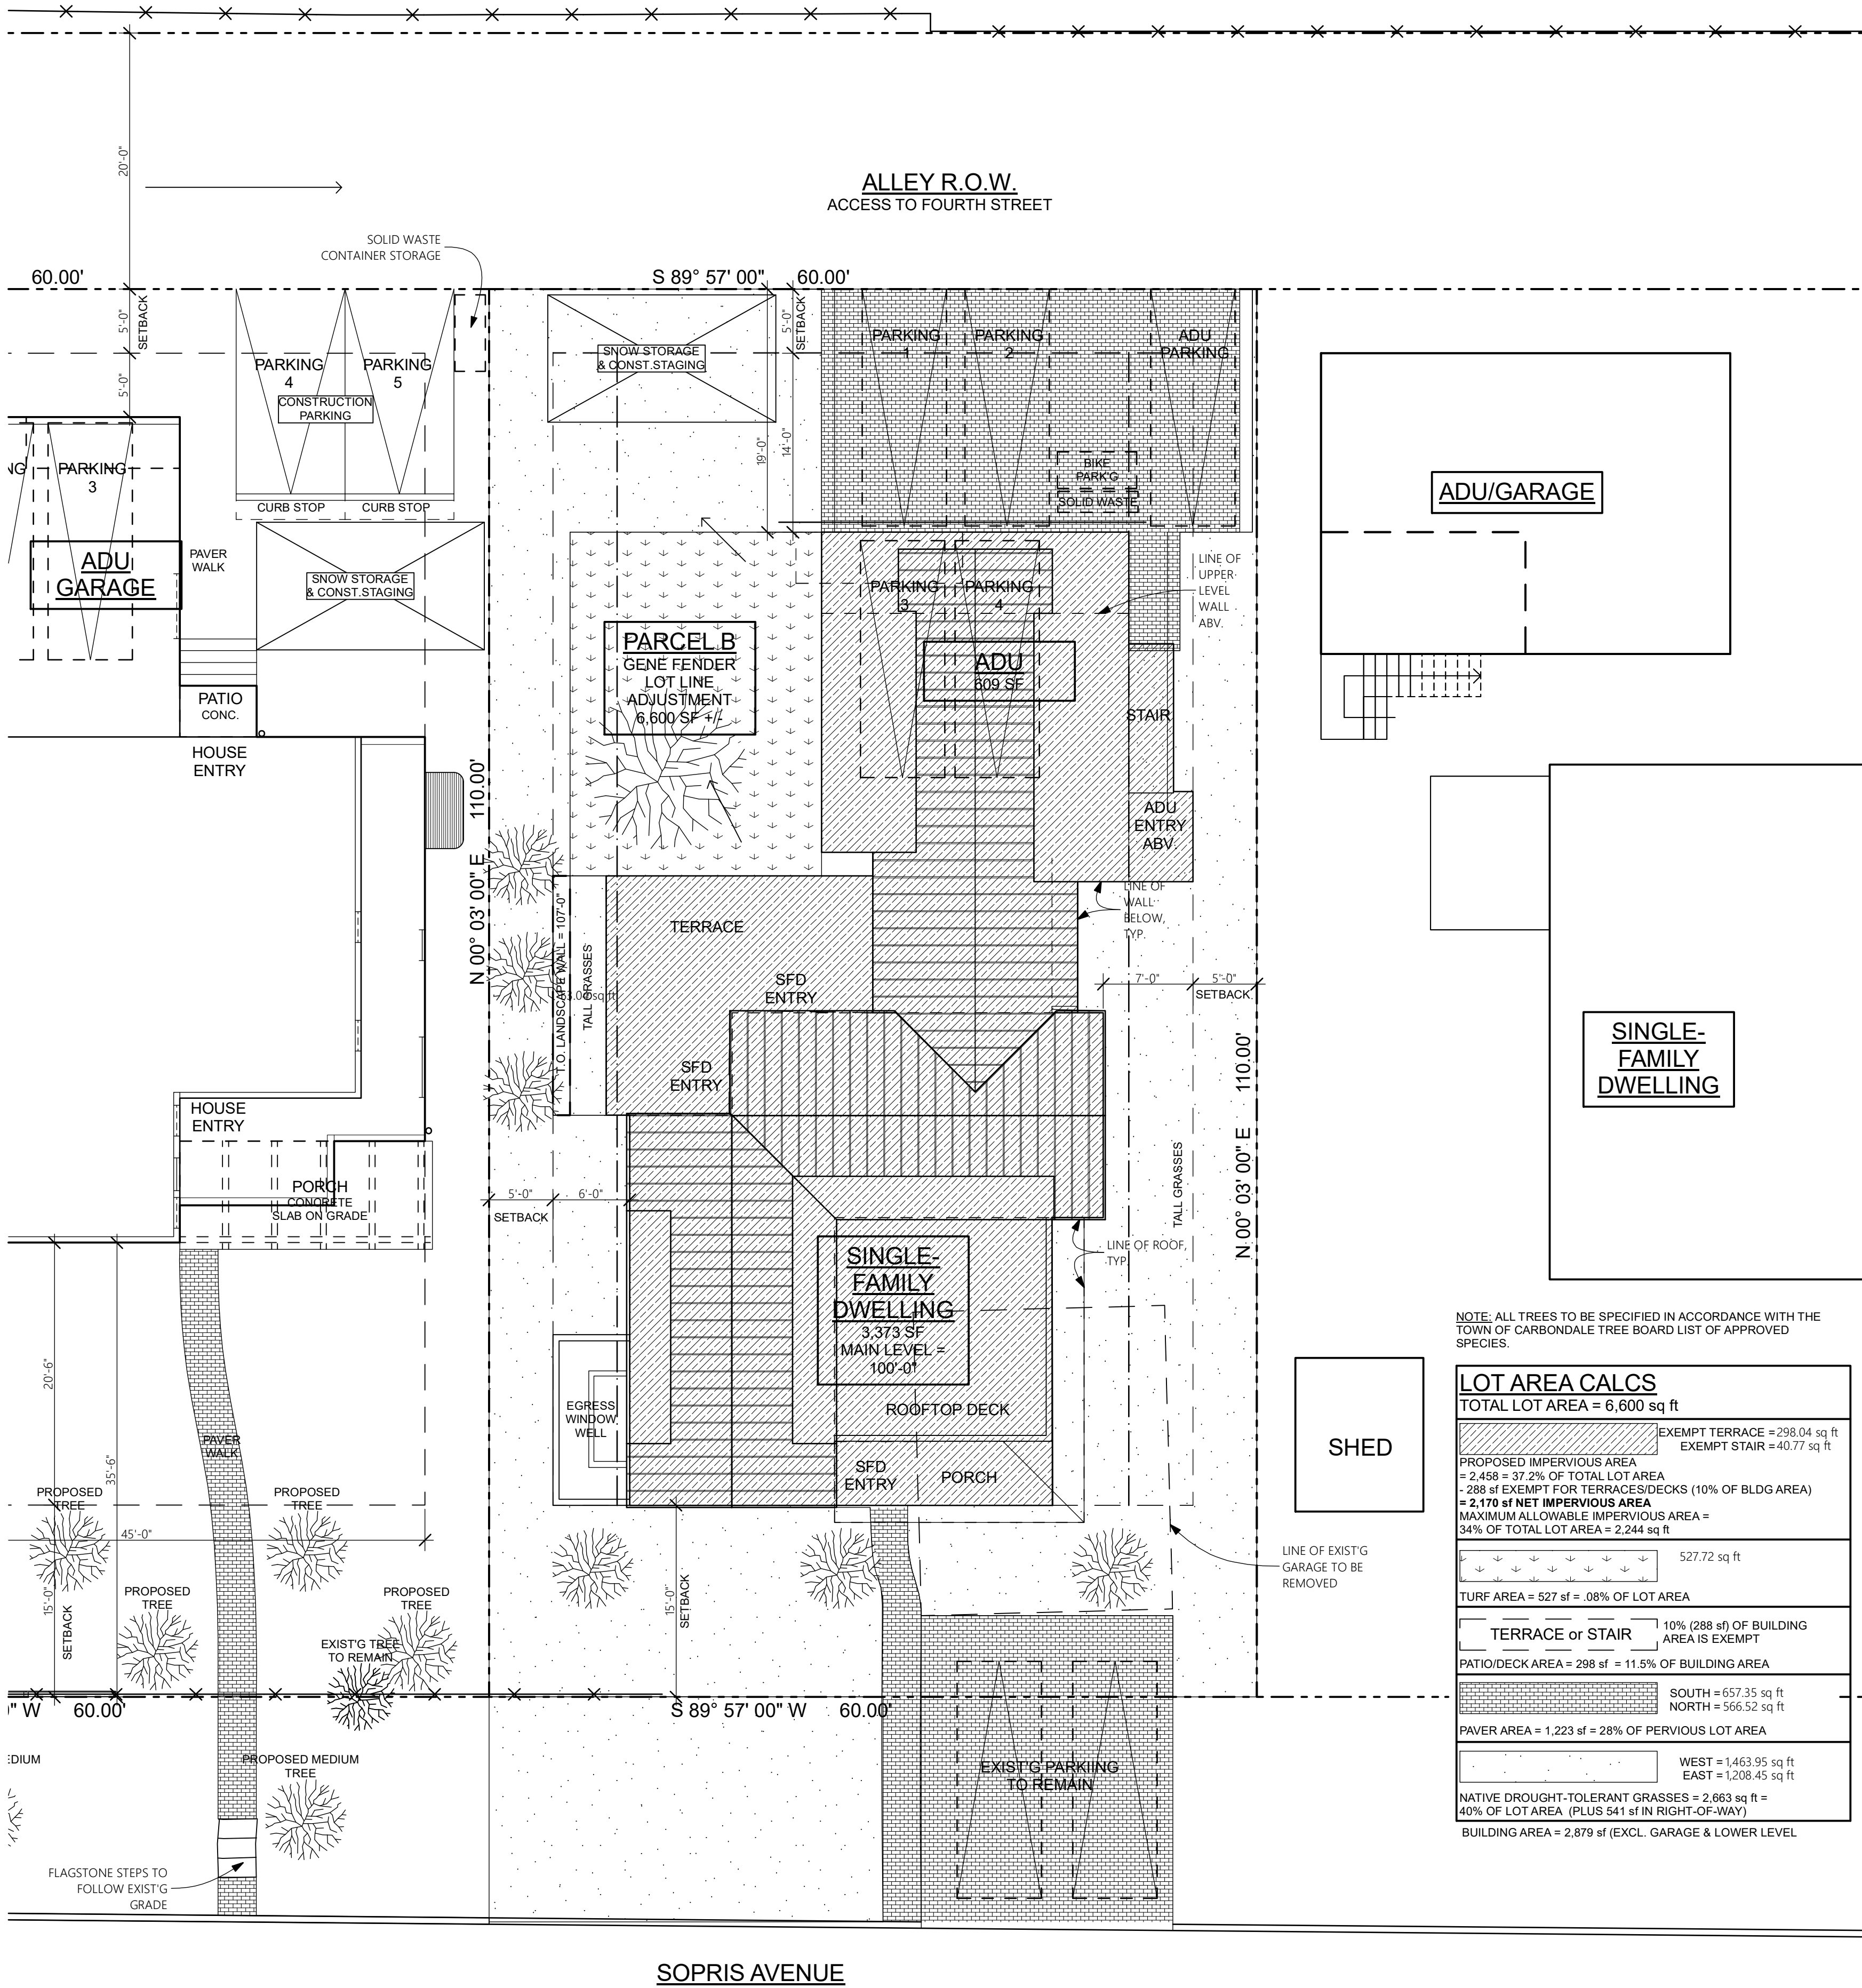 ALLEY R.O.W.
ACCESS TO FOURTH STREET
20'-0"
SOLID WASTE
CONTAINER STORAGE
60.00'
S 89° 57' 00"
60.00'
5'-0"
SETBACK
5'-0"
5'-0"
SETBACK
PARKING
4
PARKING
5
CONSTRUCTION
PARKING
CURB STOP
CURB STOP
SNOW STORAGE
& CONST.STAGING
19'-0"
14'-0"
PARKING
1
PARKING
2
ADU
PARKING
BIKE
PARK'G
SOLID WASTE
ADU/GARAGE
NG
PARKING
3
ADU
GARAGE
PAVER
WALK
SNOW STORAGE
& CONST.STAGING
PATIO
CONC.
HOUSE
ENTRY
PARCEL B
GENE FENDER
LOT LINE
ADJUSTMENT
6,600 SF +/-
PARKING
3
PARKING
4
ADU
609 SF
LINE OF
UPPER
LEVEL
WALL
ABV.
STAIR
ADU
ENTRY
ABV.
LINE OF
WALL
BELOW,
TYP.
N 00° 03' 00" E
110.00'
T.O. LANDSCAPE WALL = 107'-0"
TALL GRASSES
TERRACE
SFD
ENTRY
SFD
ENTRY
7'-0"
5'-0"
SETBACK
N 00° 03' 00" E
110.00'
TALL GRASSES
SINGLE-
FAMILY
DWELLING
HOUSE
ENTRY
PORCH
CONCRETE
SLAB ON GRADE
5'-0"
6'-0"
SETBACK
LINE OF ROOF,
TYP.
SINGLE-
FAMILY
DWELLING
3,373 SF
MAIN LEVEL =
100'-0"
EGRESS
WINDOW
WELL
ROOFTOP DECK
SFD
ENTRY
PORCH
SHED
20'-6"
35'-6"
PAVER
WALK
PROPOSED
TREE
PROPOSED
TREE
45'-0"
15'-0"
SETBACK
PROPOSED
TREE
PROPOSED
TREE
EXIST'G TREE
TO REMAIN
15'-0"
SETBACK
LINE OF EXIST'G
GARAGE TO BE
REMOVED
" W
60.00'
S 89° 57' 00" W
60.00'
EDIUM
PROPOSED MEDIUM
TREE
EXIST'G PARKIING
TO REMAIN
FLAGSTONE STEPS TO
FOLLOW EXIST'G
GRADE
SOPRIS AVENUE
NOTE: ALL TREES TO BE SPECIFIED IN ACCORDANCE WITH THE
TOWN OF CARBONDALE TREE BOARD LIST OF APPROVED
SPECIES.
LOT AREA CALCS
TOTAL LOT AREA = 6,600 sq ft
EXEMPT TERRACE = 298.04 sq ft
EXEMPT STAIR = 40.77 sq ft
PROPOSED IMPERVIOUS AREA
= 2,458 = 37.2% OF TOTAL LOT AREA
- 288 sf EXEMPT FOR TERRACES/DECKS (10% OF BLDG AREA)
= 2,170 sf NET IMPERVIOUS AREA
MAXIMUM ALLOWABLE IMPERVIOUS AREA =
34% OF TOTAL LOT AREA = 2,244 sq ft
527.72 sq ft
TURF AREA = 527 sf = .08% OF LOT AREA
TERRACE or STAIR
10% (288 sf) OF BUILDING
AREA IS EXEMPT
PATIO/DECK AREA = 298 sf = 11.5% OF BUILDING AREA
SOUTH = 657.35 sq ft
NORTH = 566.52 sq ft
PAVER AREA = 1,223 sf = 28% OF PERVIOUS LOT AREA
WEST = 1,463.95 sq ft
EAST = 1,208.45 sq ft
NATIVE DROUGHT-TOLERANT GRASSES = 2,663 sq ft =
40% OF LOT AREA (PLUS 541 sf IN RIGHT-OF-WAY)
BUILDING AREA = 2,879 sf (EXCL. GARAGE & LOWER LEVEL